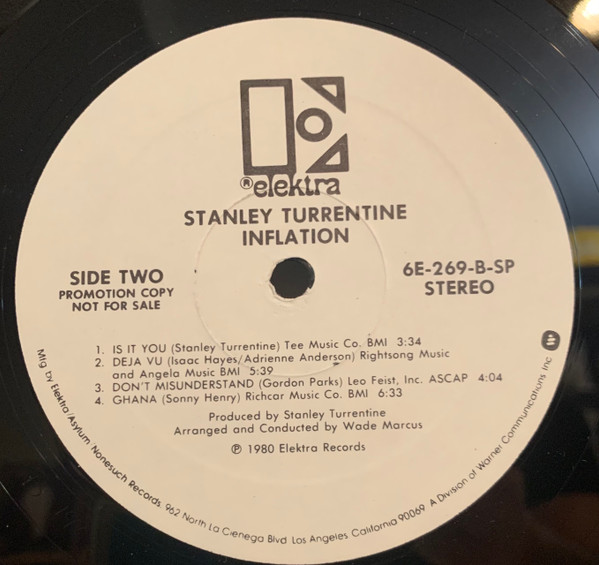 ® elektra
STANLEY TURRENTINE
INFLATION
SIDE TWO
PROMOTION COPY
NOT FOR SALE
6E-269-B-SP
STEREO
1. IS IT YOU (Stanley Turrentine) Tee Music Co. BMI 3:34
2. DEJA VU (Isaac Hayes/Adrienne Anderson) Rightsong Music
and Angela Music BMI 5:39
3. DON'T MISUNDERSTAND (Gordon Parks) Leo Feist, Inc. ASCAP 4:04
4. GHANA (Sonny Henry) Richcar Music Co. BMI 6:33
Produced by Stanley Turrentine
Arranged and Conducted by Wade Marcus
℗ 1980 Elektra Records
Mfg by Elektra/Asylum Nonesuch Records 962 North La Cienega Blvd Los Angeles California 90069 A Division of Warner Communications Inc